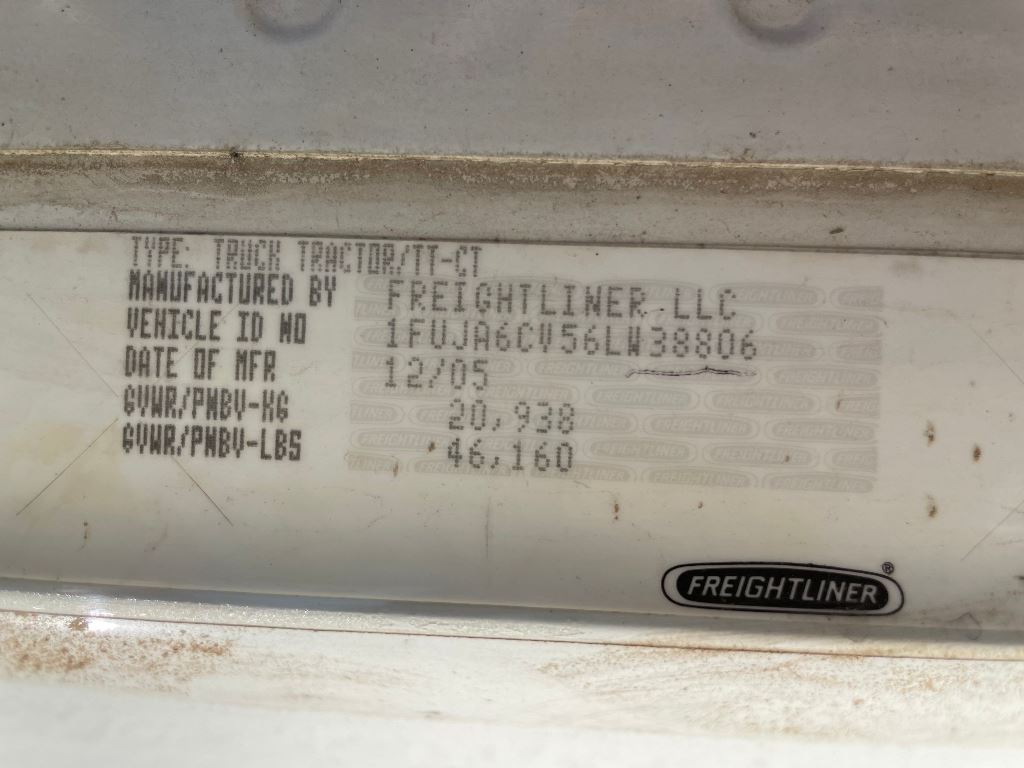 TYPE: TRUCK TRACTOR/TT-CT
MANUFACTURED BY FREIGHTLINER LLC
VEHICLE ID NO 1FUJA6CV56LW38806
DATE OF MFR 12/05
GVWR/PNBV-KG 20,938
GVWR/PNBV-LBS 46,160
FREIGHTLINER®